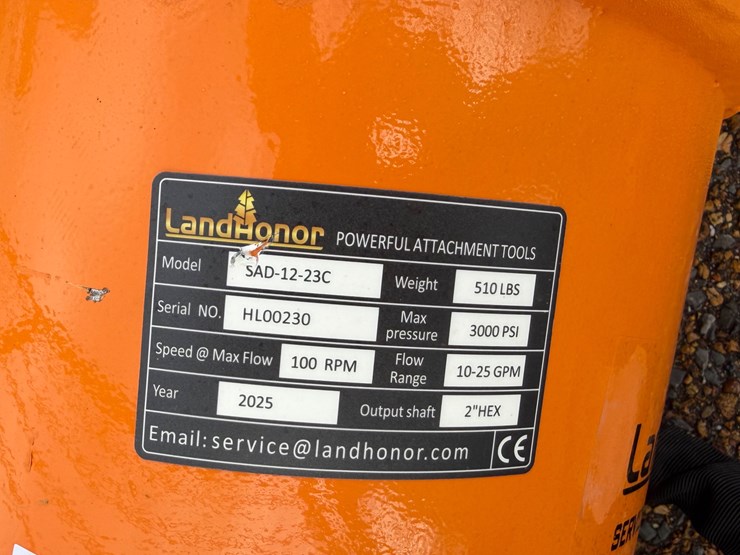 LandHonor POWERFUL ATTACHMENT TOOLS
Model SAD-12-23C Weight 510 LBS
Serial NO. HL00230 Max pressure 3000 PSI
Speed @ Max Flow 100 RPM Flow Range 10-25 GPM
Year 2025 Output shaft 2"HEX
Email: service@landhonor.com CE
La
SERV